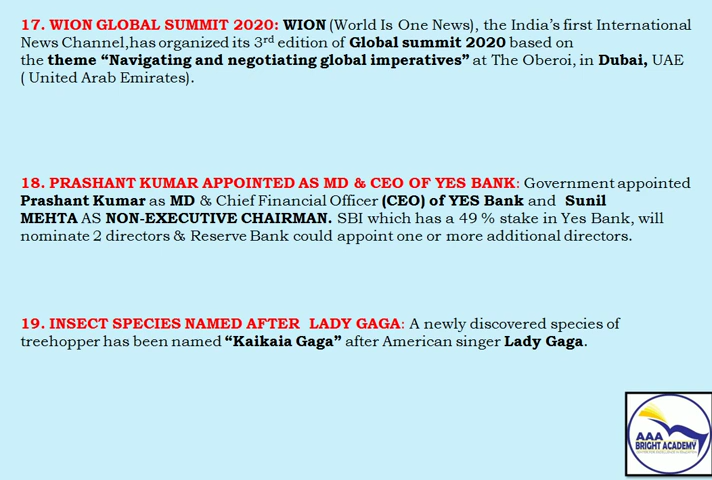 17. WION GLOBAL SUMMIT 2020: WION (World Is One News), the India's first International
News Channel,has organized its 3rd edition of Global summit 2020 based on
the theme “Navigating and negotiating global imperatives” at The Oberoi, in Dubai, UAE
( United Arab Emirates).
18. PRASHANT KUMAR APPOINTED AS MD & CEO OF YES BANK: Government appointed
Prashant Kumar as MD & Chief Financial Officer (CEO) of YES Bank and Sunil
MEHTA AS NON-EXECUTIVE CHAIRMAN. SBI which has a 49 % stake in Yes Bank, will
nominate 2 directors & Reserve Bank could appoint one or more additional directors.
19. INSECT SPECIES NAMED AFTER LADY GAGA: A newly discovered species of
treehopper has been named “Kaikaia Gaga” after American singer Lady Gaga.
AAA
BRIGHT ACADEMY